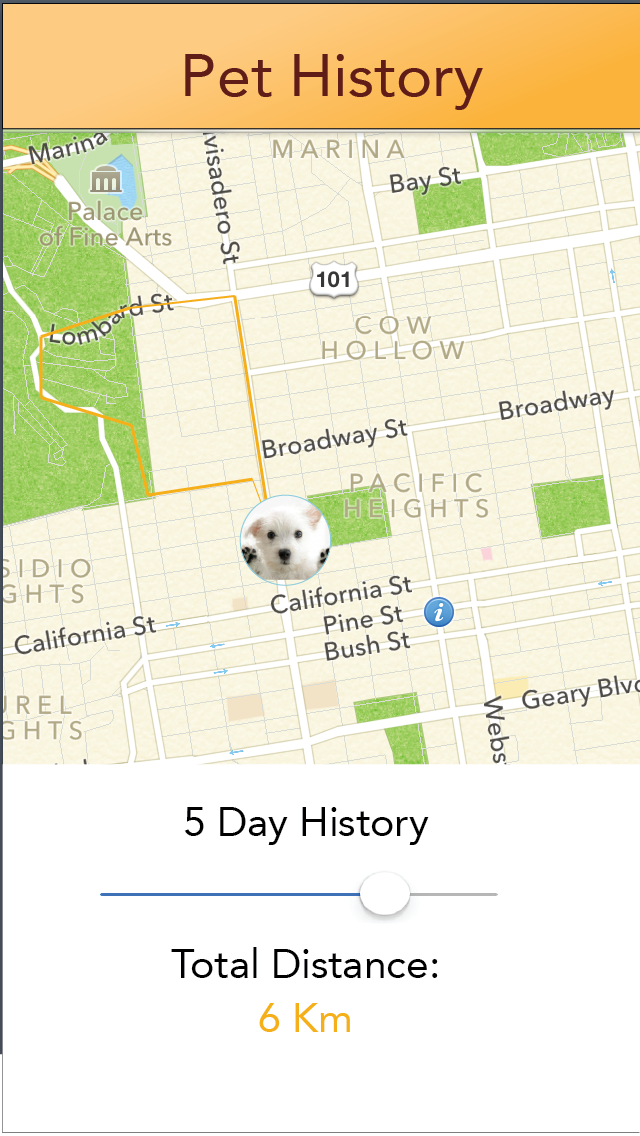 Pet History
Marina
MARINA
visadero St
Bay St
Palace
of Fine Arts
101
Lombard St
COW
HOLLOW
Broadway
Broadway St
PACIFIC
HEIGHTS
SIDIO
GHTS
California St
Pine St
i
California St
Bush St
UREL
GHTS
Geary Blvd
Webs
5 Day History
Total Distance:
6 Km